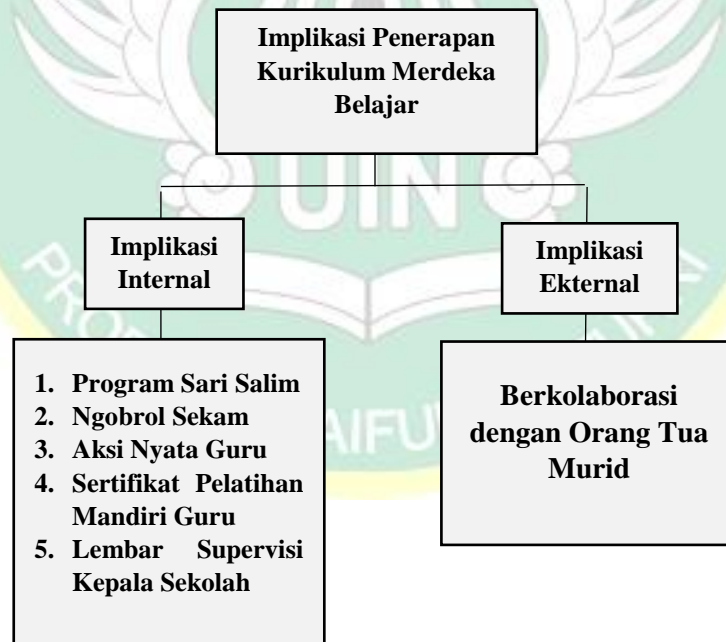 Implikasi Penerapan
Kurikulum Merdeka
Belajar
UIN
Implikasi
Internal
Implikasi
Ekternal
1. Program Sari Salim
2. Ngobrol Sekam
3. Aksi Nyata Guru
4. Sertifikat Pelatihan
Mandiri Guru
5. Lembar Supervisi
Kepala Sekolah
Berkolaborasi
dengan Orang Tua
Murid